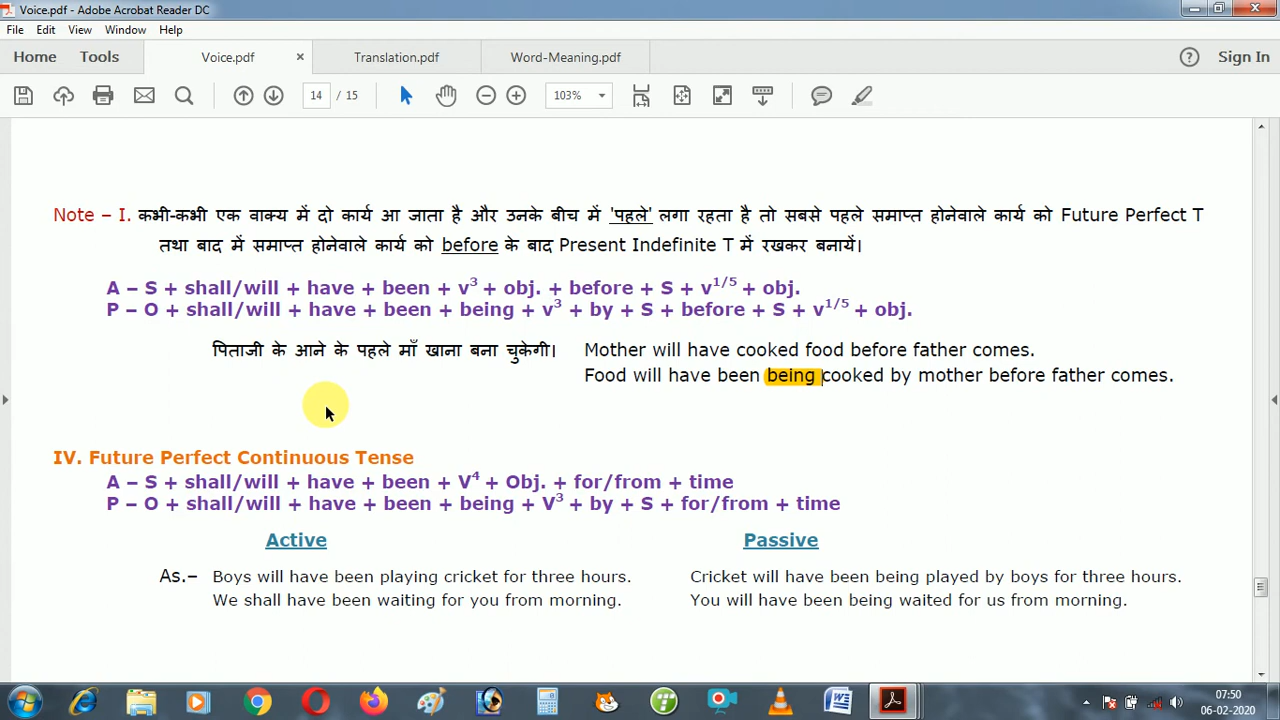 Voice.pdf - Adobe Acrobat Reader DC
File Edit View Window Help
Home Tools Voice.pdf × Translation.pdf Word-Meaning.pdf ? Sign In
14 / 15 103%
Note – I. कभी-कभी एक वाक्य में दो कार्य आ जाता है और उनके बीच में 'पहले' लगा रहता है तो सबसे पहले समाप्त होनेवाले कार्य को Future Perfect T
तथा बाद में समाप्त होनेवाले कार्य को before के बाद Present Indefinite T में रखकर बनायें।
A – S + shall/will + have + been + v³ + obj. + before + S + v¹/⁵ + obj.
P – O + shall/will + have + been + being + v³ + by + S + before + S + v¹/⁵ + obj.
पिताजी के आने के पहले माँ खाना बना चुकेगी। Mother will have cooked food before father comes.
Food will have been being cooked by mother before father comes.
IV. Future Perfect Continuous Tense
A – S + shall/will + have + been + V⁴ + Obj. + for/from + time
P – O + shall/will + have + been + being + V³ + by + S + for/from + time
Active Passive
As.– Boys will have been playing cricket for three hours. Cricket will have been being played by boys for three hours.
We shall have been waiting for you from morning. You will have been being waited for us from morning.
07:50
06-02-2020